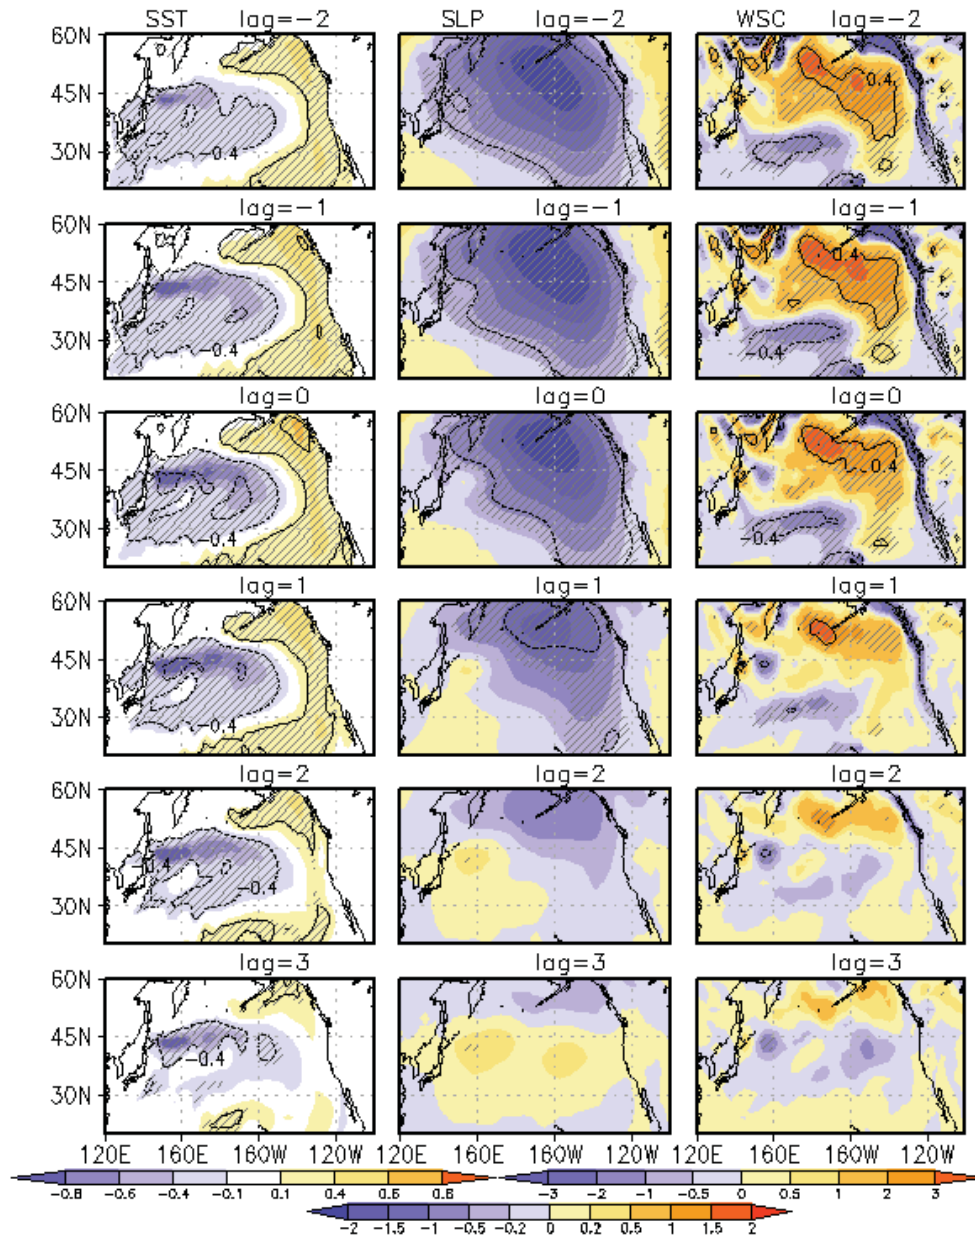 SST lag=-2 SLP lag=-2 WSC lag=-2
60N
45N
30N
-0.4
0.4
lag=-1 lag=-1 lag=-1
60N
45N
30N
-0.4
0.4
-0.4
lag=0 lag=0 lag=0
60N
45N
30N
-0.4
0.4
-0.4
lag=1 lag=1 lag=1
60N
45N
30N
-0.4
lag=2 lag=2 lag=2
60N
45N
30N
-0.4
lag=3 lag=3 lag=3
60N
45N
30N
-0.4
120E 160E 160W 120W 120E 160E 160W 120W 120E 160E 160W 120W
-0.8 -0.6 -0.4 -0.1 0.1 0.4 0.6 0.8 -3 -2 -1 -0.5 0 0.5 1 2 3
-2 -1.5 -1 -0.5 -0.2 0 0.2 0.5 1 1.5 2